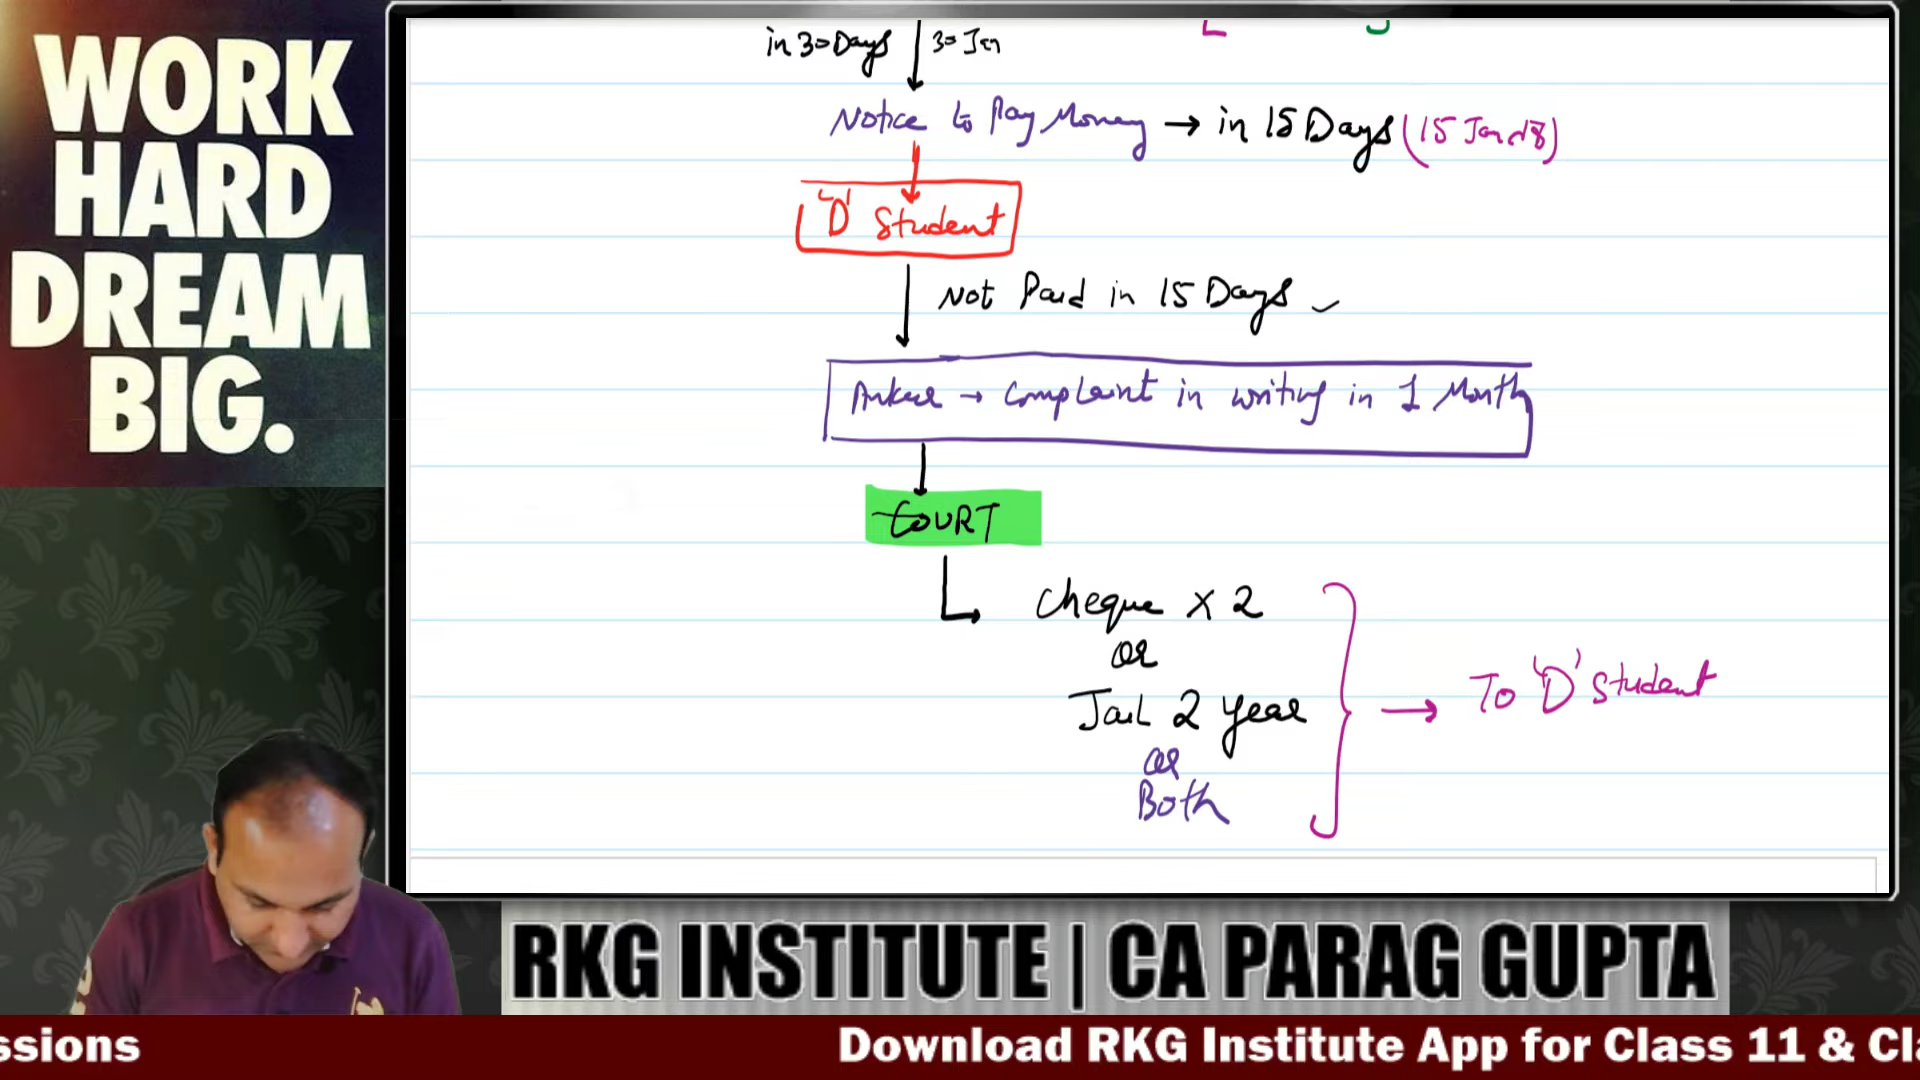 WORK
HARD
DREAM
BIG.
in 30 Days 30 Jan
Notice to Pay Money → in 15 Days (15 Jan
'D' Student
Not Paid in 15 Days ✓
→ Complaint in writing in 1 Month
COURT
Cheque x 2
or
Jail 2 year
or
Both
→ To 'D' Student
RKG INSTITUTE | CA PARAG GUPTA
ssions Download RKG Institute App for Class 11 & Cla